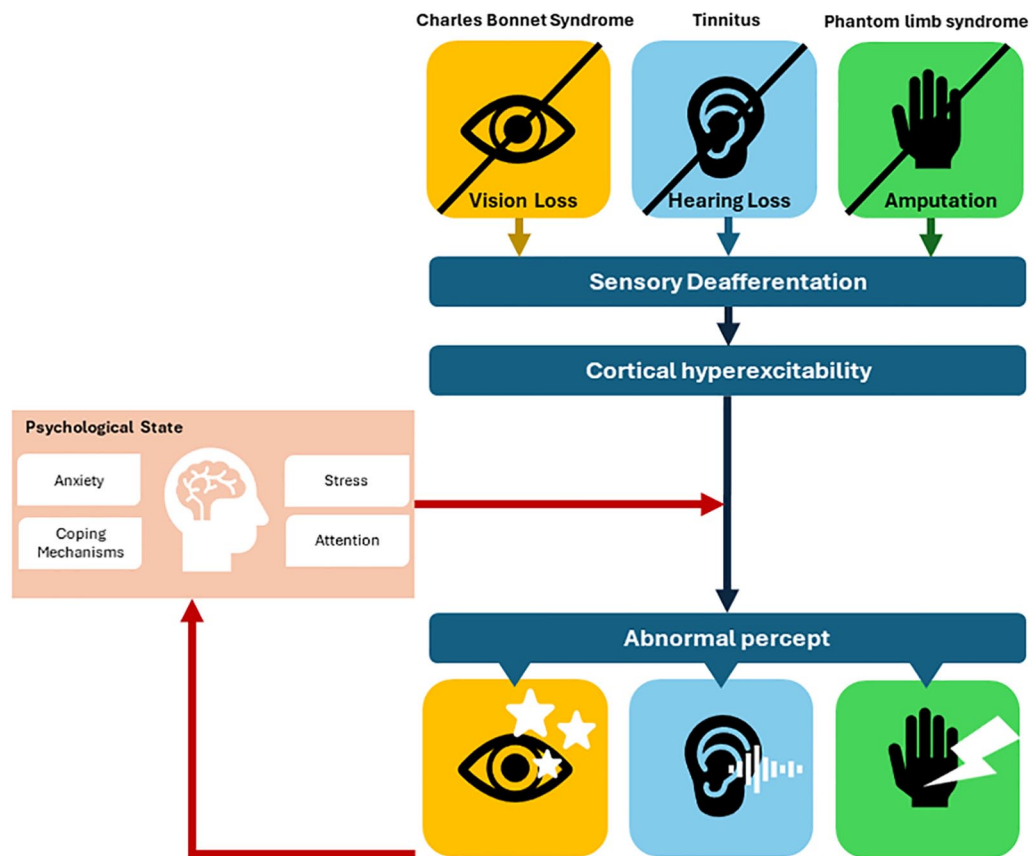 Charles Bonnet Syndrome
Tinnitus
Phantom limb syndrome
Vision Loss
Hearing Loss
Amputation
Sensory Deafferentation
Cortical hyperexcitability
Psychological State
Anxiety
Stress
Coping
Mechanisms
Attention
Abnormal percept